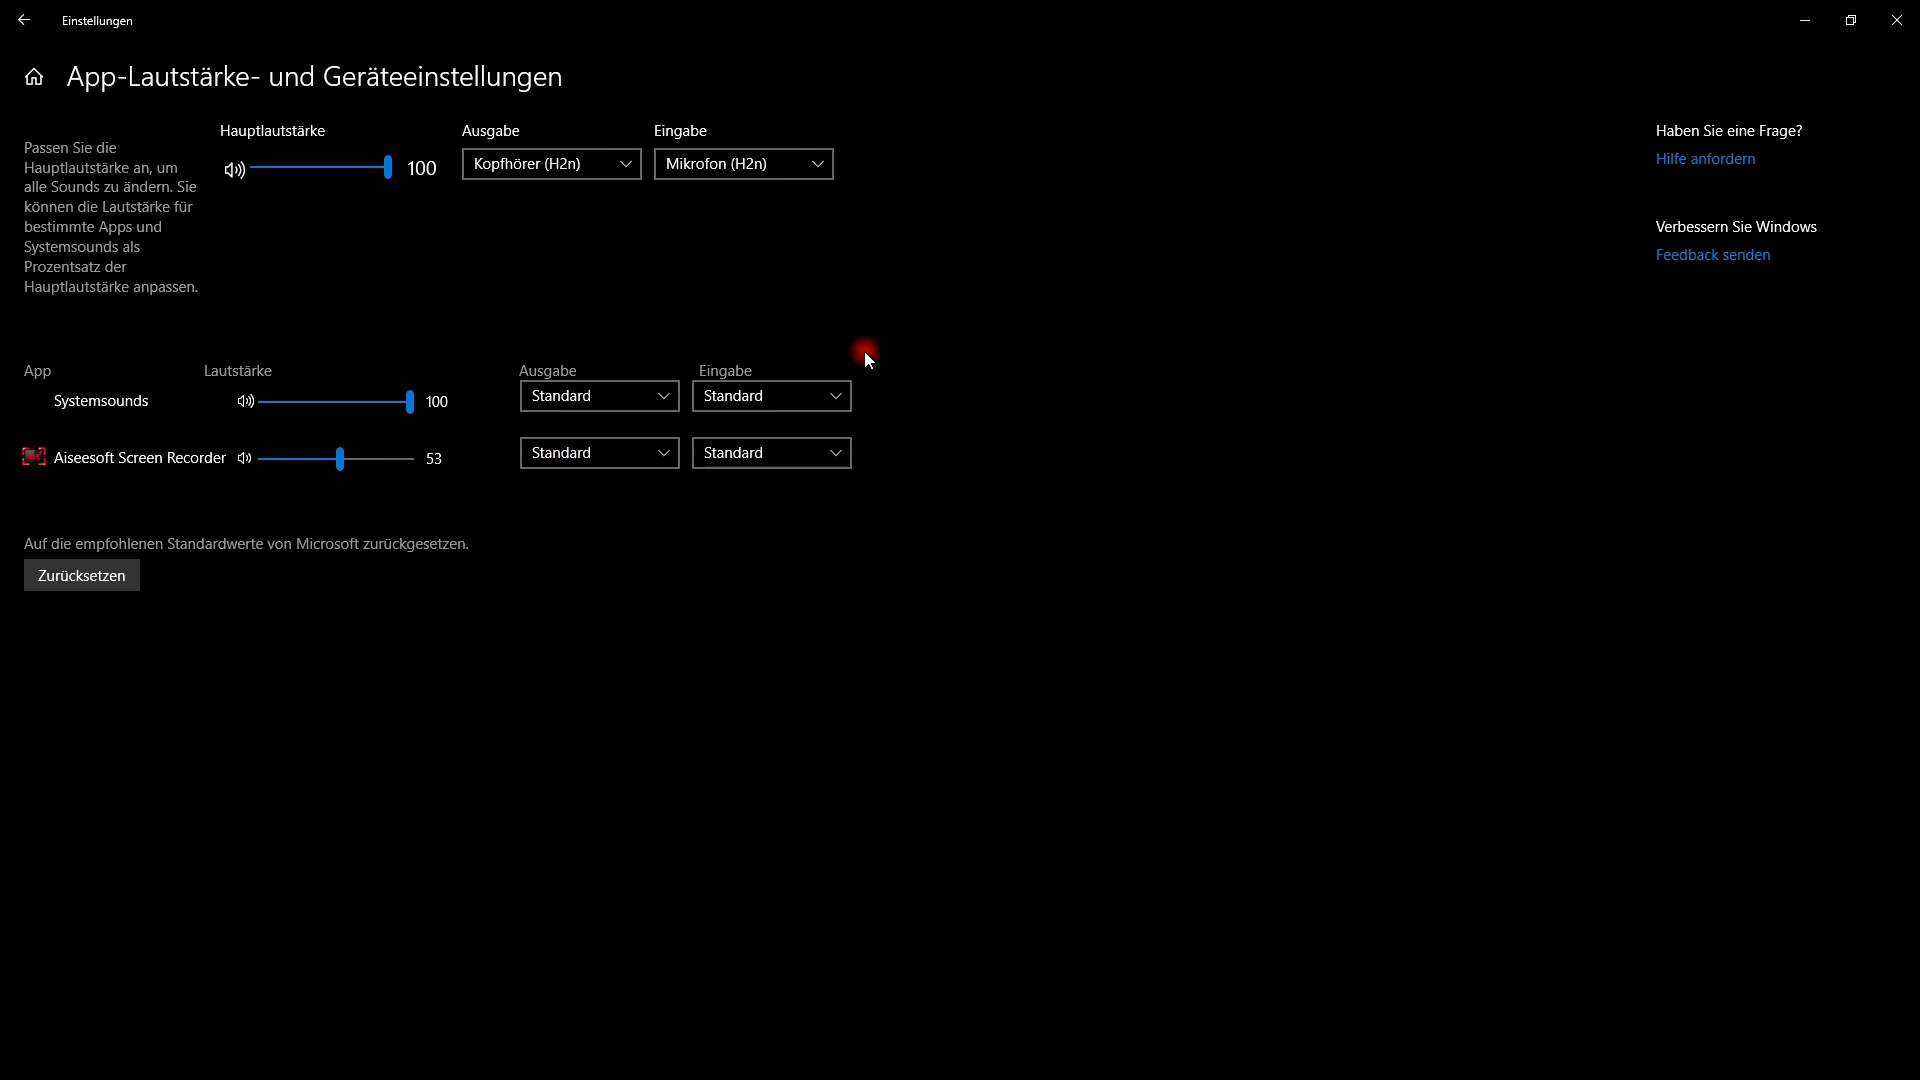 Einstellungen
App-Lautstärke- und Geräteeinstellungen
Passen Sie die
Hauptlautstärke an, um
alle Sounds zu ändern. Sie
können die Lautstärke für
bestimmte Apps und
Systemsounds als
Prozentsatz der
Hauptlautstärke anpassen.
Hauptlautstärke
100
Ausgabe
Kopfhörer (H2n)
Eingabe
Mikrofon (H2n)
Haben Sie eine Frage?
Hilfe anfordern
Verbessern Sie Windows
Feedback senden
App Lautstärke Ausgabe Eingabe
Systemsounds 100 Standard Standard
Aiseesoft Screen Recorder 53 Standard Standard
Auf die empfohlenen Standardwerte von Microsoft zurückgesetzen.
Zurücksetzen